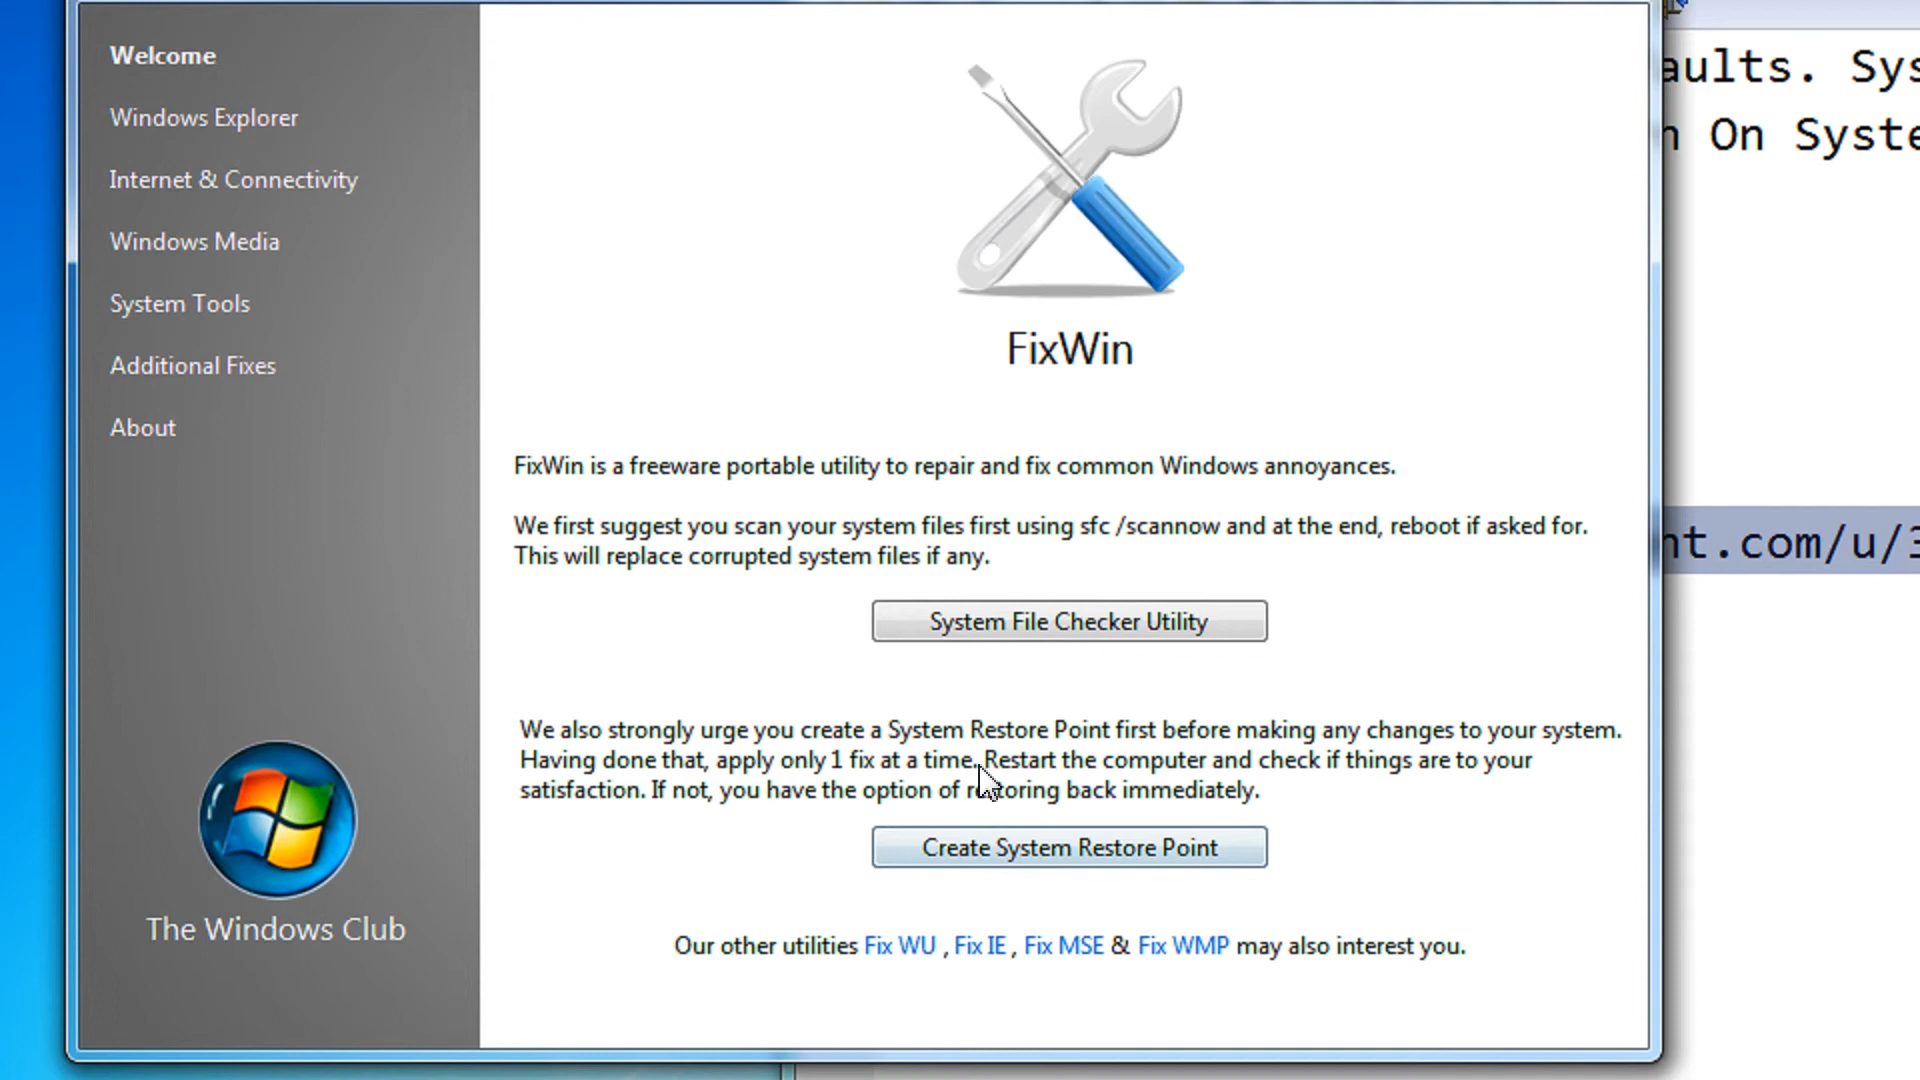 Welcome
Windows Explorer
Internet & Connectivity
Windows Media
System Tools
Additional Fixes
About
The Windows Club
FixWin
FixWin is a freeware portable utility to repair and fix common Windows annoyances.
We first suggest you scan your system files first using sfc /scannow and at the end, reboot if asked for.
This will replace corrupted system files if any.
System File Checker Utility
We also strongly urge you create a System Restore Point first before making any changes to your system.
Having done that, apply only 1 fix at a time. Restart the computer and check if things are to your
satisfaction. If not, you have the option of restoring back immediately.
Create System Restore Point
Our other utilities Fix WU , Fix IE , Fix MSE & Fix WMP may also interest you.
aults. Sys
n On Syste
nt.com/u/3